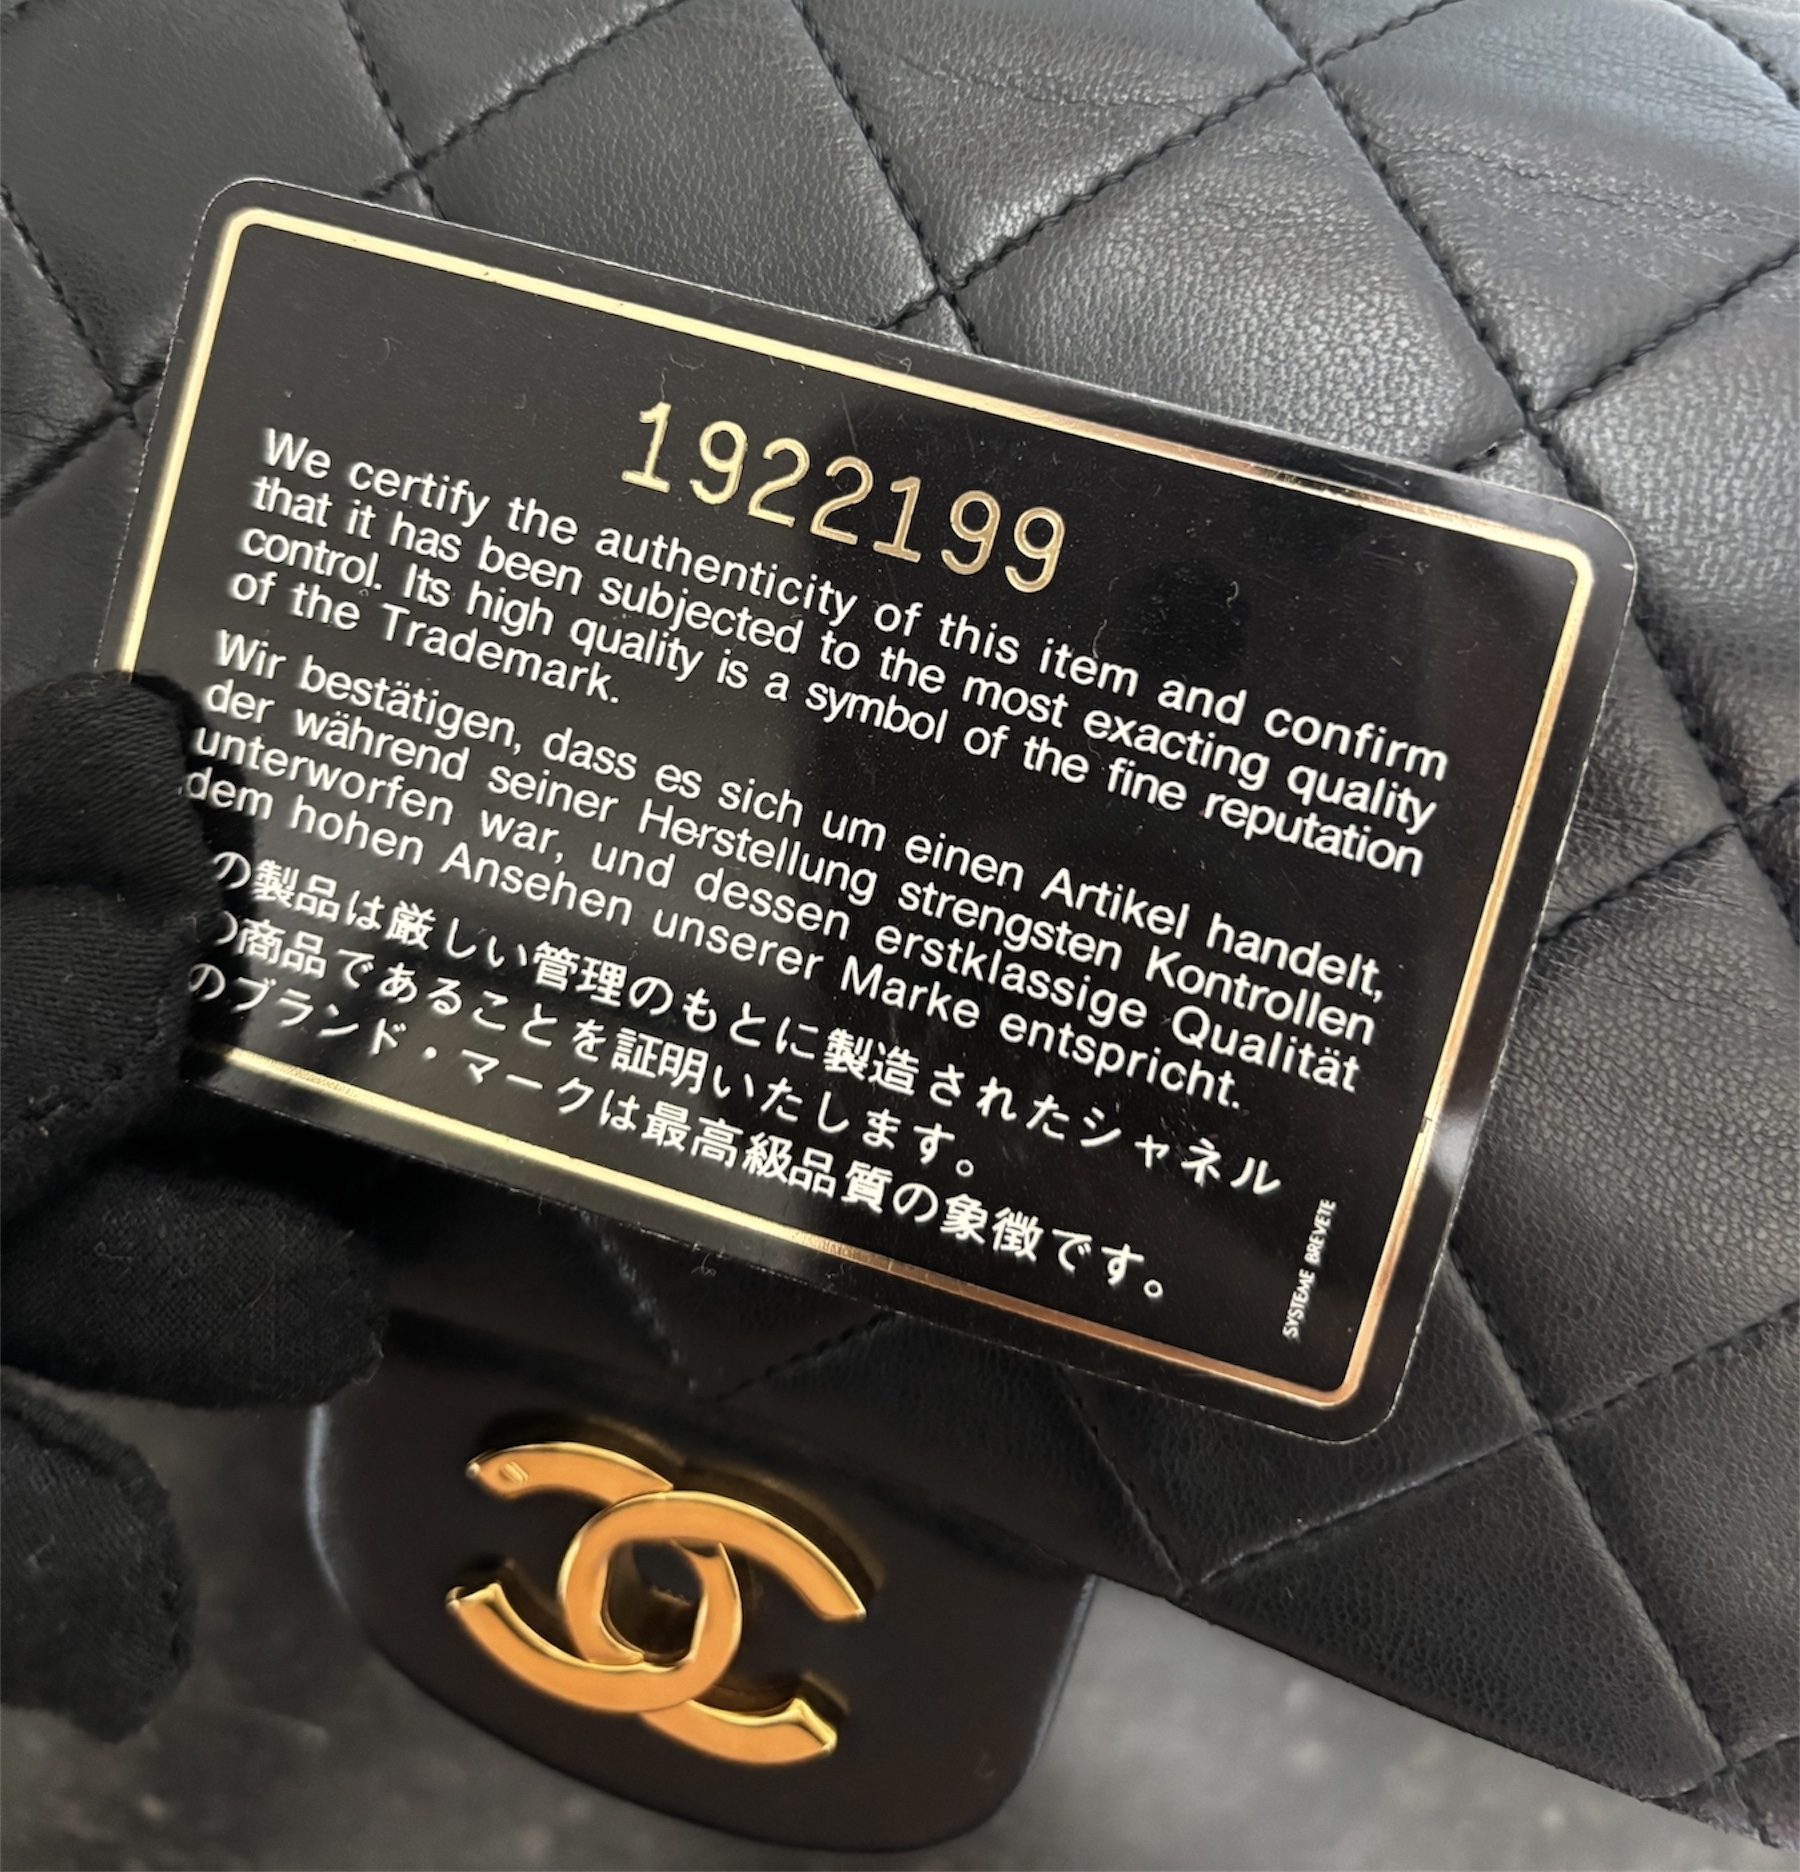 1922199
We certify the authenticity of this item and confirm
that it has been subjected to the most exacting quality
control. Its high quality is a symbol of the fine reputation
of the Trademark.
Wir bestätigen, dass es sich um einen Artikel handelt,
der während seiner Herstellung strengsten Kontrollen
unterworfen war, und dessen erstklassige Qualität
dem hohen Ansehen unserer Marke entspricht.
の製品は厳しい管理のもとに製造されたシャネル
の商品であることを証明いたします。
のブランド・マークは最高級品質の象徴です。
SYSTEME BREVETE